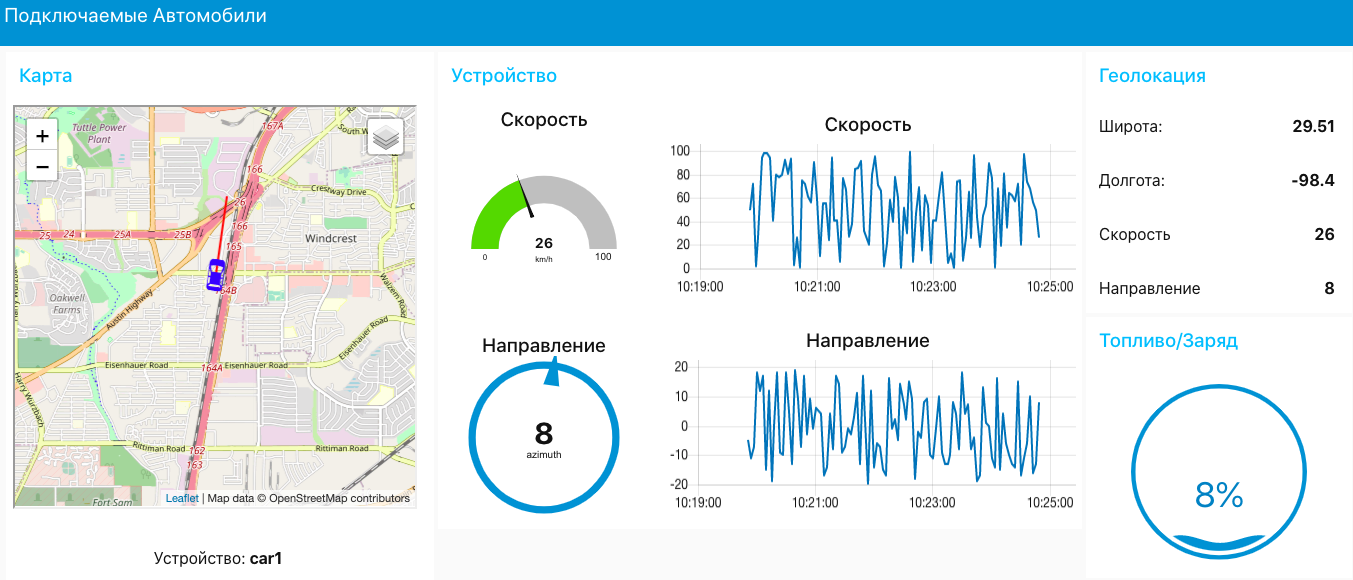 Подключаемые Автомобили
Карта
+
−
Tuttle Power
Plant
167A
South W
166
Crestway Drive
26
25
24
25A
25B
166
165
Windcrest
164B
Oakwell
Farms
Austin Highway
Walzem Road
Harry Wurzbach
Eisenhauer Road
164A
Eisenhauer Road
Eisenhauer Road
Harry Wurzbach
Rittiman Road
162
Rittiman Road
163
Fort Sam
Leaflet | Map data © OpenStreetMap contributors
Устройство: car1
Устройство
Скорость
26
km/h
0
100
Скорость
100
80
60
40
20
0
10:19:00
10:21:00
10:23:00
10:25:00
Направление
8
azimuth
Направление
20
10
0
-10
-20
10:19:00
10:21:00
10:23:00
10:25:00
Геолокация
Широта: 29.51
Долгота: -98.4
Скорость 26
Направление 8
Топливо/Заряд
8%